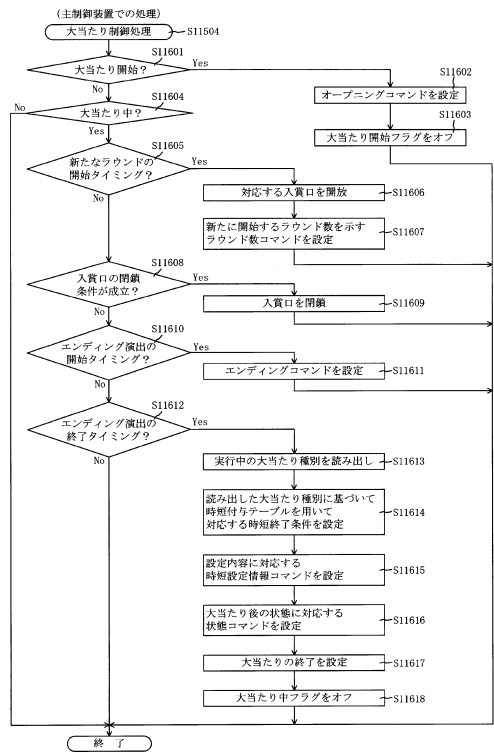 (主制御装置での処理)
大当たり制御処理
S11504
S11601
大当たり開始？
Yes
No
S11602
オープニングコマンドを設定
S11603
大当たり開始フラグをオフ
S11604
大当たり中？
No
Yes
S11605
新たなラウンドの
開始タイミング？
Yes
No
対応する入賞口を開放
S11606
新たに開始するラウンド数を示す
ラウンド数コマンドを設定
S11607
S11608
入賞口の閉鎖
条件が成立？
Yes
No
入賞口を閉鎖
S11609
S11610
エンディング演出の
開始タイミング？
Yes
No
エンディングコマンドを設定
S11611
S11612
エンディング演出の
終了タイミング？
Yes
No
実行中の大当たり種別を読み出し
S11613
読み出した大当たり種別に基づいて
時短付与テーブルを用いて
対応する時短終了条件を設定
S11614
設定内容に対応する
時短設定情報コマンドを設定
S11615
大当たり後の状態に対応する
状態コマンドを設定
S11616
大当たりの終了を設定
S11617
大当たり中フラグをオフ
S11618
終 了